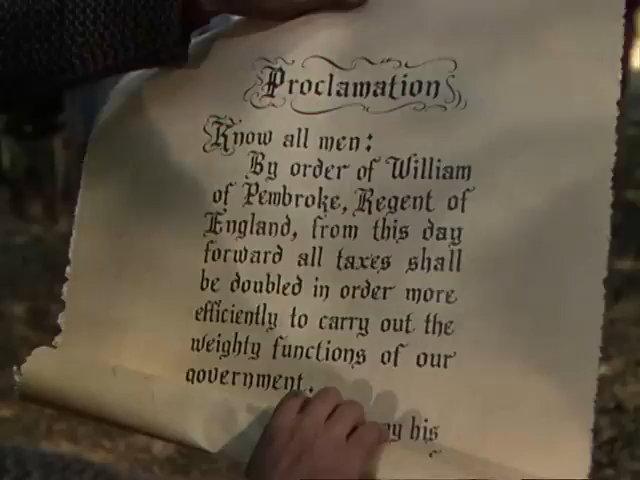 Proclamation
Know all men:
By order of William
of Pembroke, Regent of
England, from this day
forward all taxes shall
be doubled in order more
efficiently to carry out the
weighty functions of our
government.
his